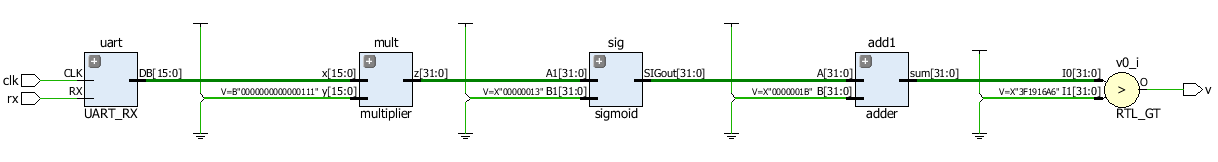 uart
mult
sig
add1
v0_i
clk
CLK
DB[15:0]
x[15:0]
z[31:0]
A1[31:0]
SIGout[31:0]
A[31:0]
sum[31:0]
I0[31:0]
O
v
rx
RX
V=B"0000000000000111" y[15:0]
V=X"00000013" B1[31:0]
V=X"0000001B" B[31:0]
V=X"3F1916A6" I1[31:0]
>
UART_RX
multiplier
sigmoid
adder
RTL_GT